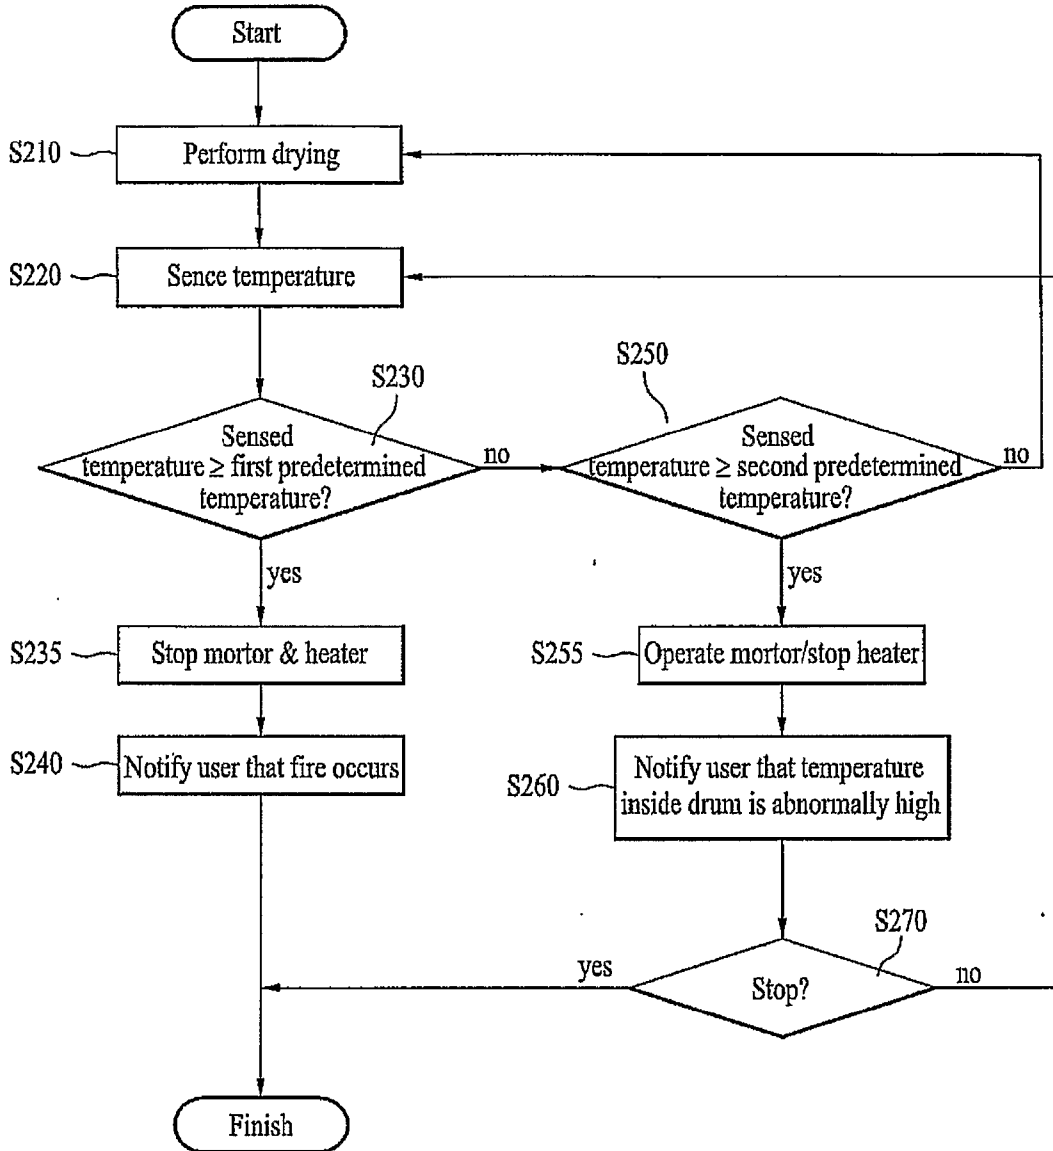 Start
S210
Perform drying
S220
Sence temperature
S230
Sensed
temperature ≥ first predetermined
temperature?
no
S250
Sensed
temperature ≥ second predetermined
temperature?
no
yes
yes
S235
Stop mortor & heater
S255
Operate mortor/stop heater
S240
Notify user that fire occurs
S260
Notify user that temperature
inside drum is abnormally high
S270
Stop?
yes
no
Finish